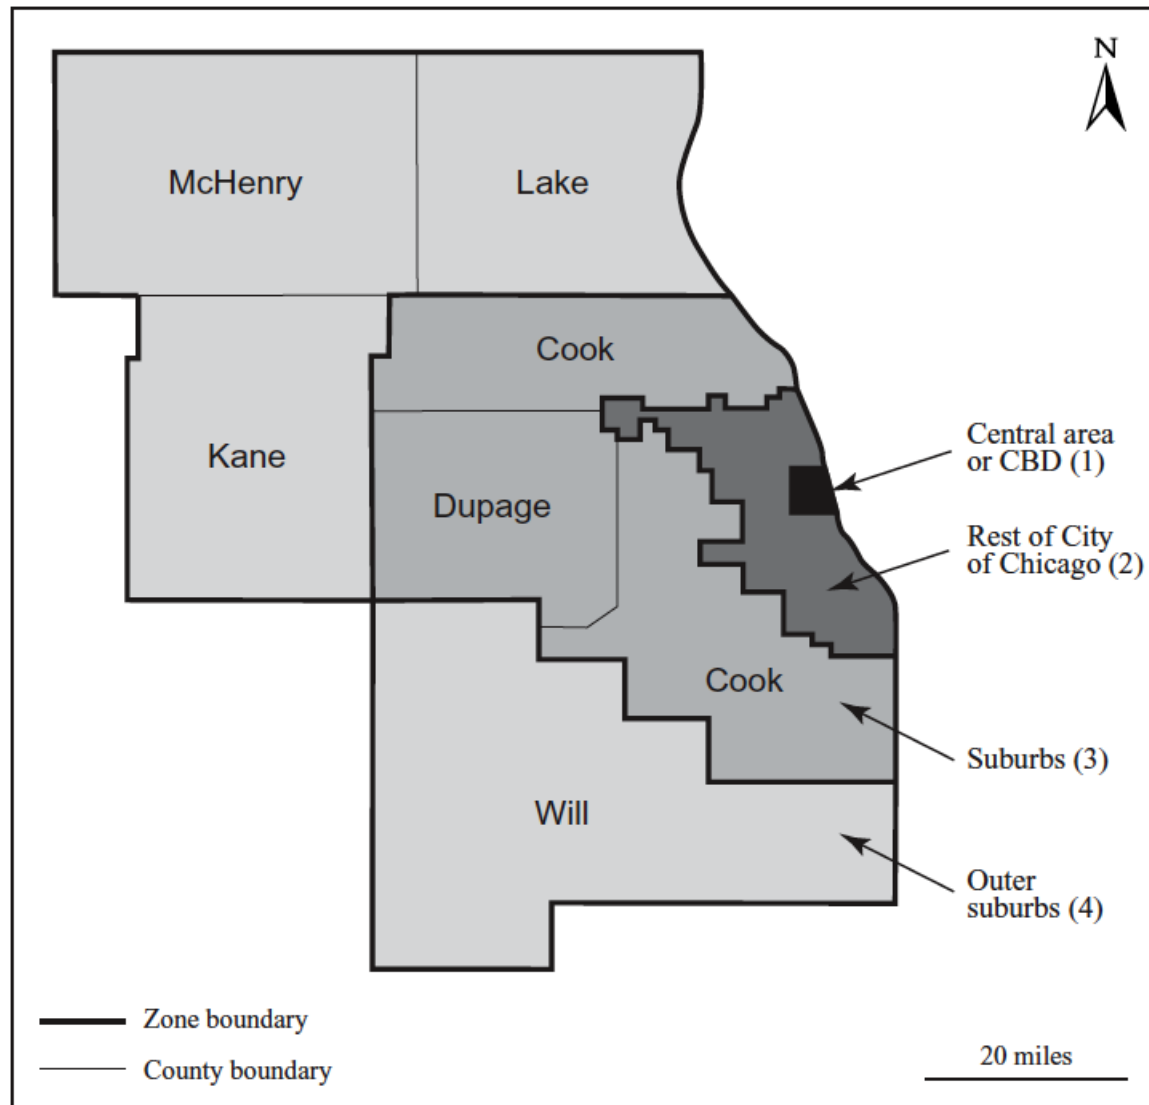 N
McHenry
Lake
Cook
Kane
Dupage
Central area
or CBD (1)
Rest of City
of Chicago (2)
Cook
Suburbs (3)
Will
Outer
suburbs (4)
Zone boundary
County boundary
20 miles